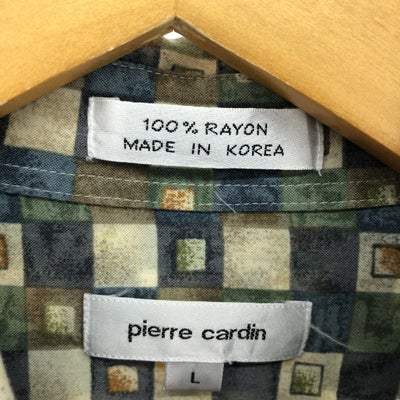 100% RAYON
MADE IN KOREA
pierre cardin
L